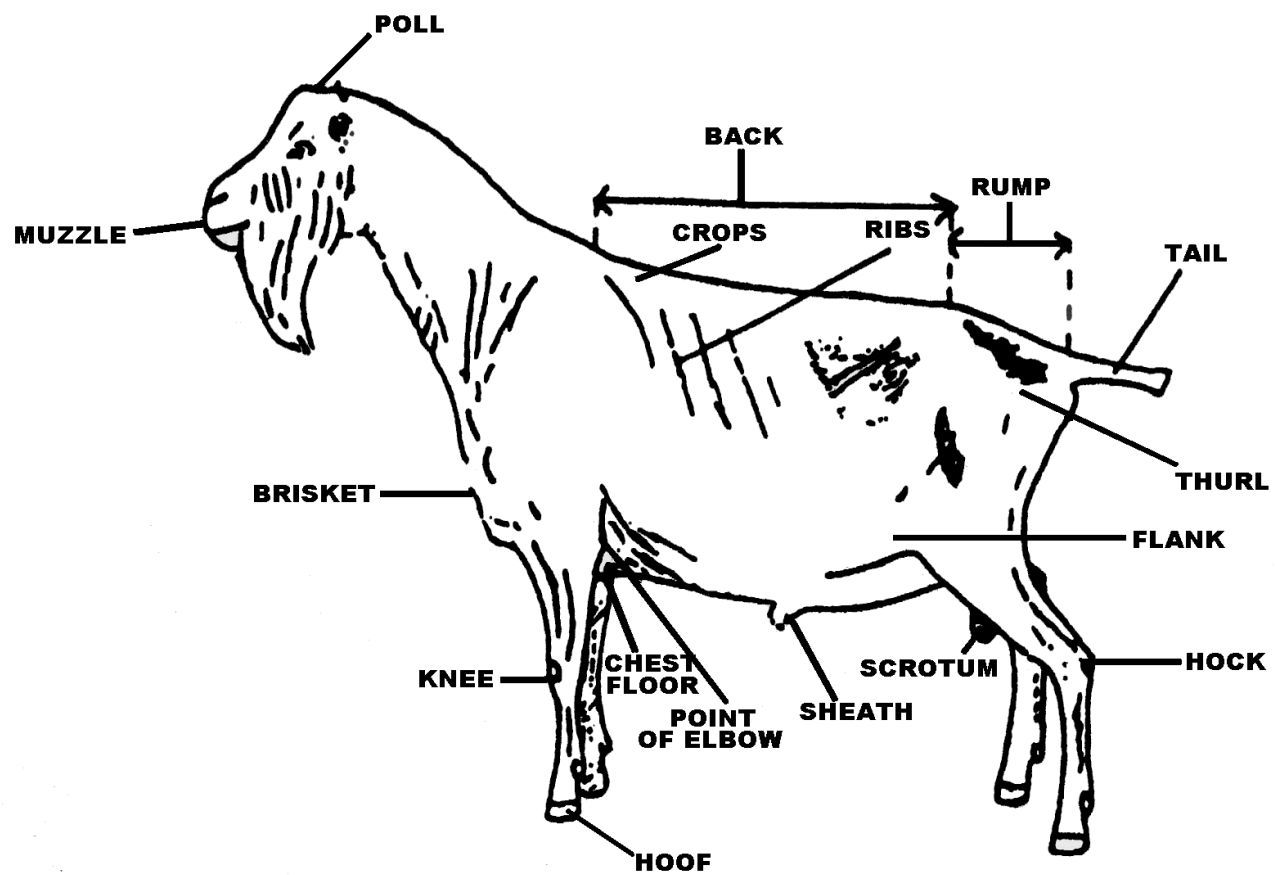 POLL
BACK
RUMP
CROPS
RIBS
MUZZLE
TAIL
THURL
BRISKET
FLANK
CHEST
FLOOR
SCROTUM
HOCK
KNEE
POINT
OF ELBOW
SHEATH
HOOF